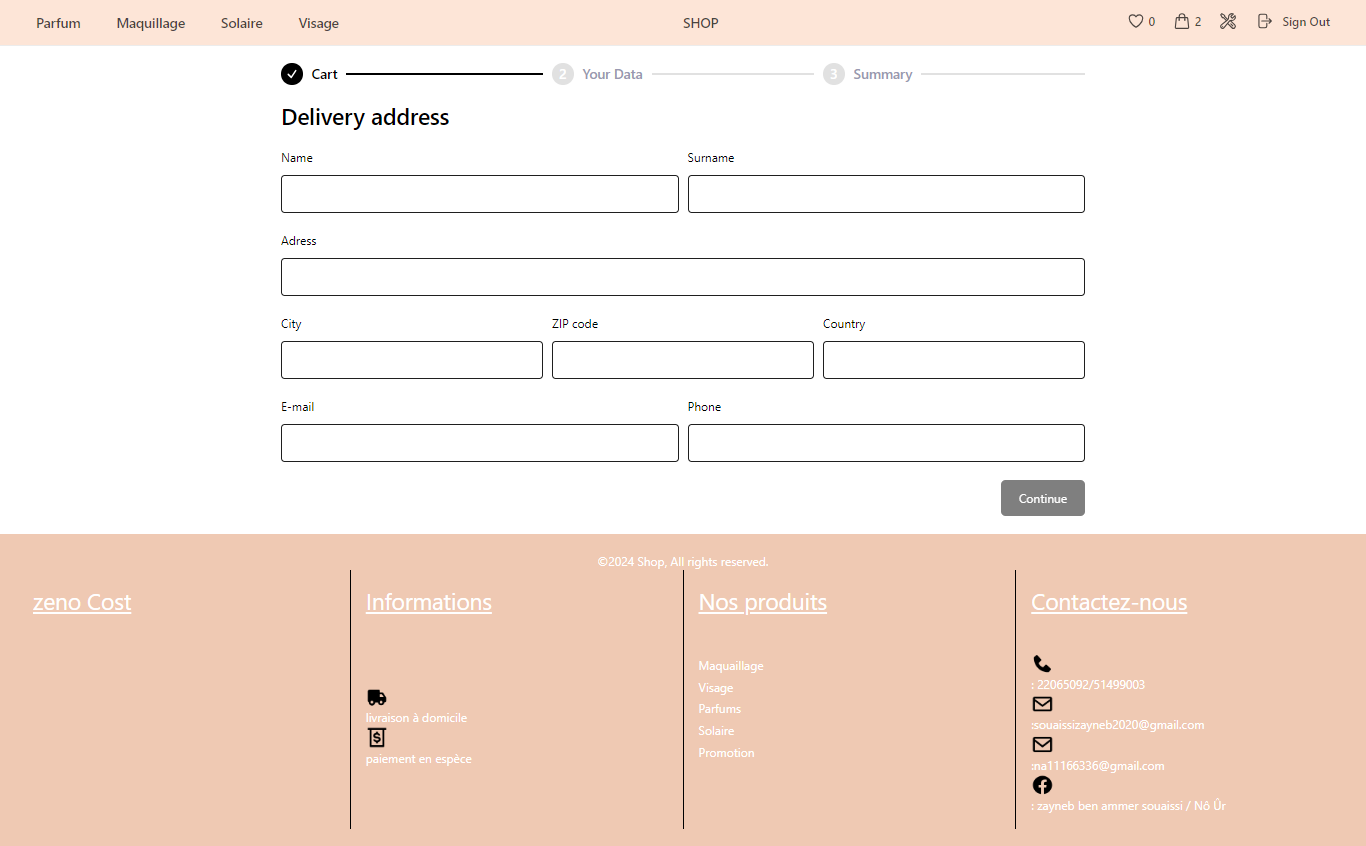 Parfum Maquillage Solaire Visage SHOP 0 2 Sign Out
Cart 2 Your Data 3 Summary
Delivery address
Name Surname
Adress
City ZIP code Country
E-mail Phone
Continue
©2024 Shop, All rights reserved.
zeno Cost
Informations
livraison à domicile
paiement en espèce
Nos produits
Maquaillage
Visage
Parfums
Solaire
Promotion
Contactez-nous
: 22065092/51499003
:souaissizayneb2020@gmail.com
:na11166336@gmail.com
: zayneb ben ammer souaissi / Nô Ûr